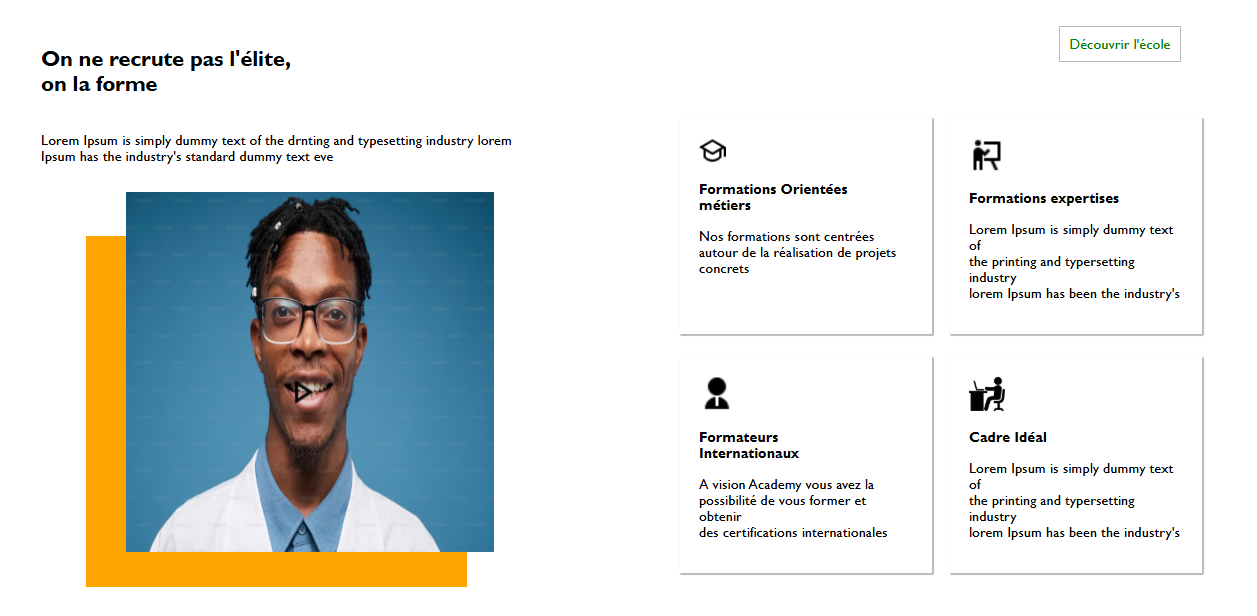 On ne recrute pas l'élite,
on la forme
Lorem Ipsum is simply dummy text of the drnting and typesetting industry lorem
Ipsum has the industry's standard dummy text eve
Découvrir l'école
Formations Orientées
métiers
Nos formations sont centrées
autour de la réalisation de projets
concrets
Formations expertises
Lorem Ipsum is simply dummy text
of
the printing and typersetting
industry
lorem Ipsum has been the industry's
Formateurs
Internationaux
A vision Academy vous avez la
possibilité de vous former et
obtenir
des certifications internationales
Cadre Idéal
Lorem Ipsum is simply dummy text
of
the printing and typersetting
industry
lorem Ipsum has been the industry's